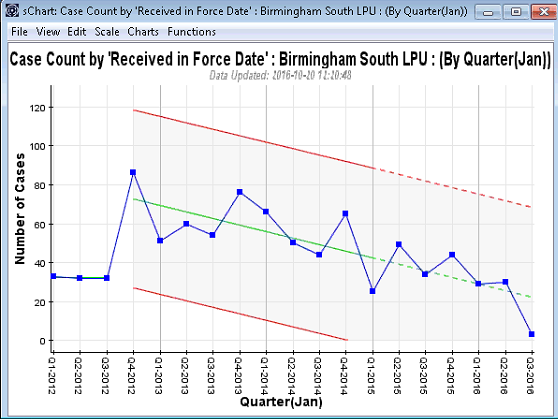 sChart: Case Count by 'Received in Force Date' : Birmingham South LPU : (By Quarter(Jan))
File View Edit Scale Charts Functions
Case Count by 'Received in Force Date' : Birmingham South LPU : (By Quarter(Jan))
Data Updated: 2016-10-10 11:10:48
Number of Cases
120
100
80
60
40
20
0
Q1-2012 Q2-2012 Q3-2012 Q4-2012 Q1-2013 Q2-2013 Q3-2013 Q4-2013 Q1-2014 Q2-2014 Q3-2014 Q4-2014 Q1-2015 Q2-2015 Q3-2015 Q4-2015 Q1-2016 Q2-2016 Q3-2016
Quarter(Jan)